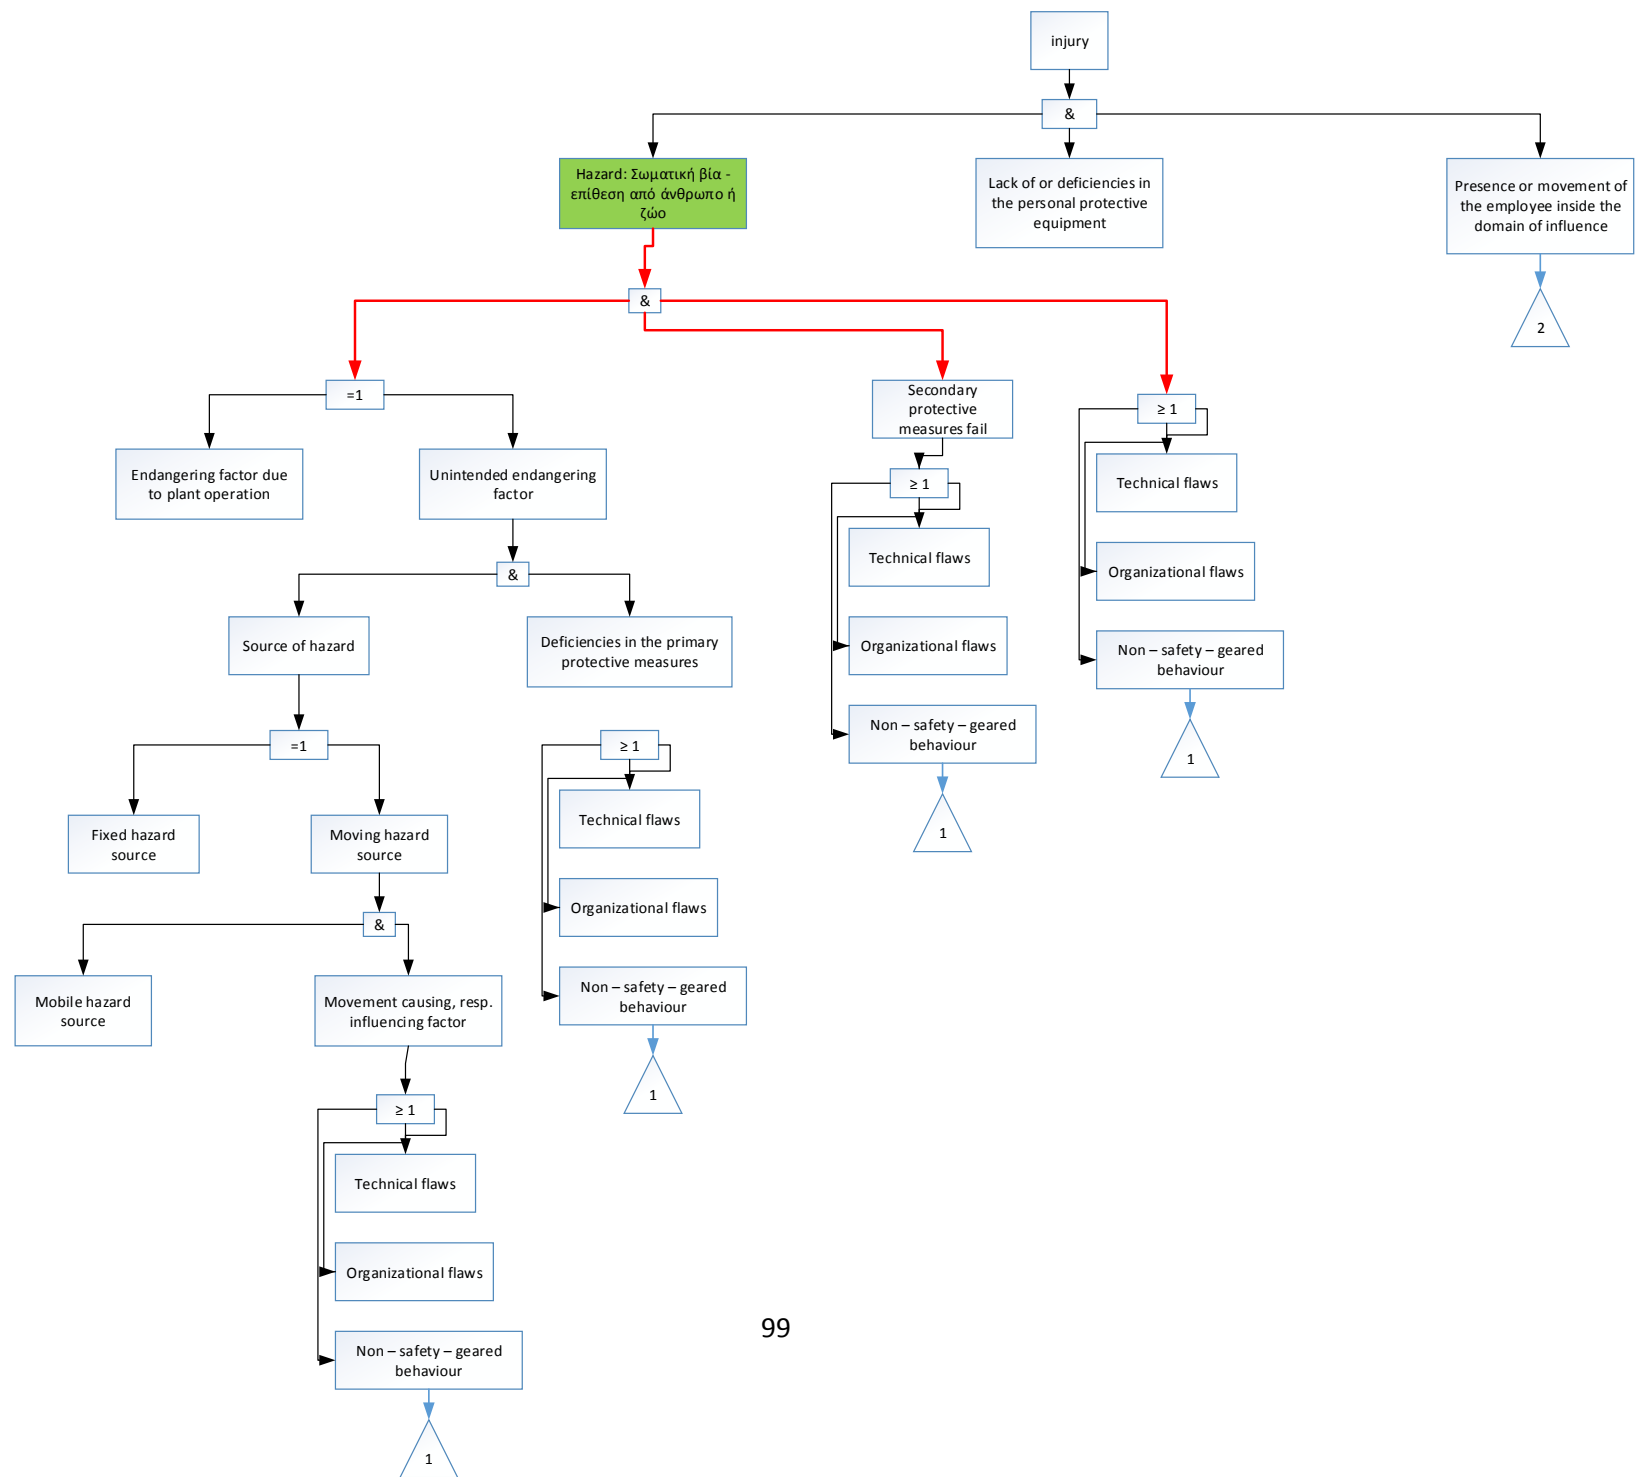 injury
&
Hazard: Σωματική βία -
επίθεση από άνθρωπο ή
ζώο
Lack of or deficiencies in
the personal protective
equipment
Presence or movement of
the employee inside the
domain of influence
&
2
=1
Secondary
protective
measures fail
≥ 1
Endangering factor due
to plant operation
Unintended endangering
factor
≥ 1
Technical flaws
Technical flaws
Organizational flaws
&
Source of hazard
Deficiencies in the primary
protective measures
Organizational flaws
Non – safety – geared
behaviour
=1
≥ 1
Non – safety – geared
behaviour
1
Fixed hazard
source
Moving hazard
source
Technical flaws
1
&
Organizational flaws
Mobile hazard
source
Movement causing, resp.
influencing factor
Non – safety – geared
behaviour
1
≥ 1
Technical flaws
Organizational flaws
99
Non – safety – geared
behaviour
1